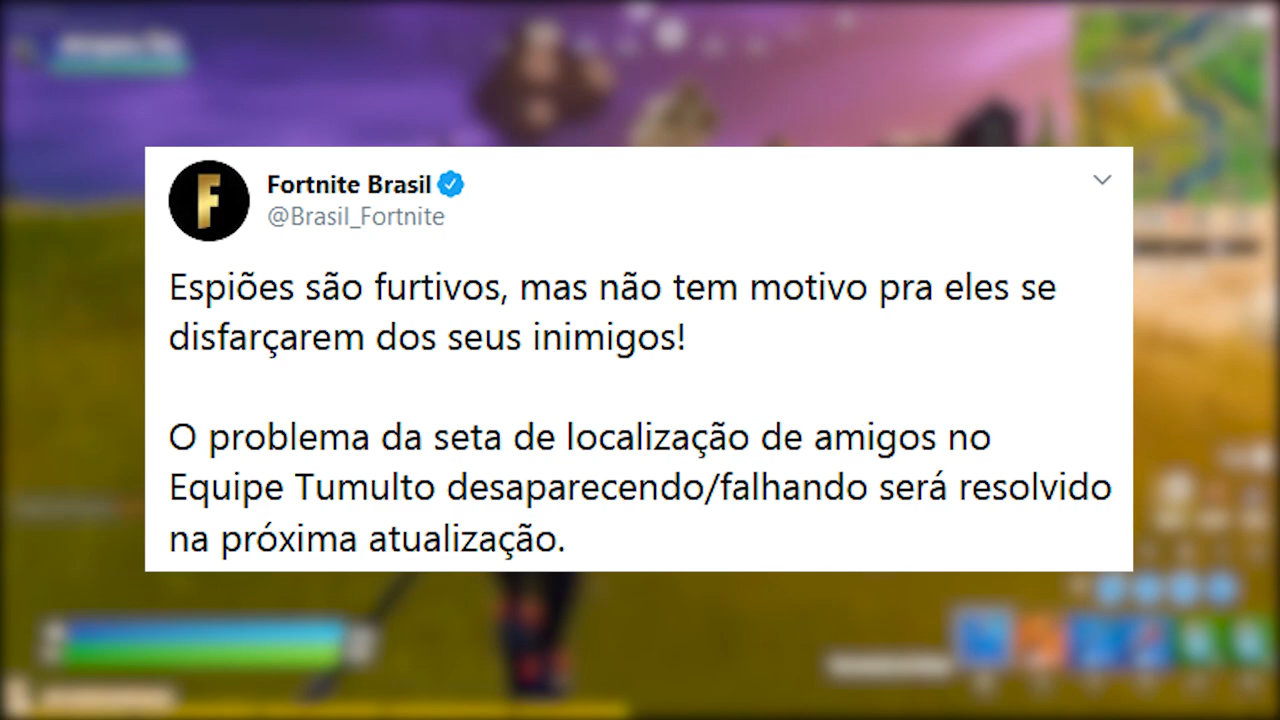 F
Fortnite Brasil
@Brasil_Fortnite
Espiões são furtivos, mas não tem motivo pra eles se
disfarçarem dos seus inimigos!
O problema da seta de localização de amigos no
Equipe Tumulto desaparecendo/falhando será resolvido
na próxima atualização.